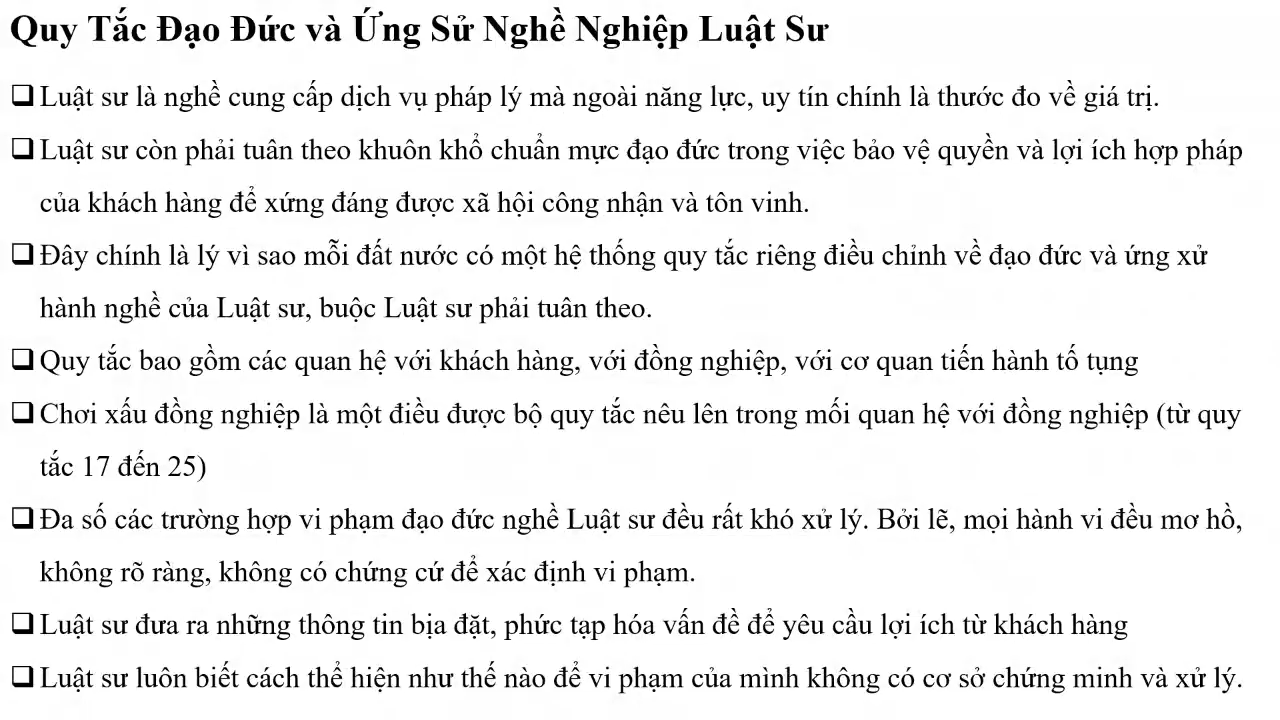 Quy Tắc Đạo Đức và Ứng Sử Nghề Nghiệp Luật Sư
❑ Luật sư là nghề cung cấp dịch vụ pháp lý mà ngoài năng lực, uy tín chính là thước đo về giá trị.
❑ Luật sư còn phải tuân theo khuôn khổ chuẩn mực đạo đức trong việc bảo vệ quyền và lợi ích hợp pháp
của khách hàng để xứng đáng được xã hội công nhận và tôn vinh.
❑ Đây chính là lý vì sao mỗi đất nước có một hệ thống quy tắc riêng điều chỉnh về đạo đức và ứng xử
hành nghề của Luật sư, buộc Luật sư phải tuân theo.
❑ Quy tắc bao gồm các quan hệ với khách hàng, với đồng nghiệp, với cơ quan tiến hành tố tụng
❑ Chơi xấu đồng nghiệp là một điều được bộ quy tắc nêu lên trong mối quan hệ với đồng nghiệp (từ quy
tắc 17 đến 25)
❑ Đa số các trường hợp vi phạm đạo đức nghề Luật sư đều rất khó xử lý. Bởi lẽ, mọi hành vi đều mơ hồ,
không rõ ràng, không có chứng cứ để xác định vi phạm.
❑ Luật sư đưa ra những thông tin bịa đặt, phức tạp hóa vấn đề để yêu cầu lợi ích từ khách hàng
❑ Luật sư luôn biết cách thể hiện như thế nào để vi phạm của mình không có cơ sở chứng minh và xử lý.